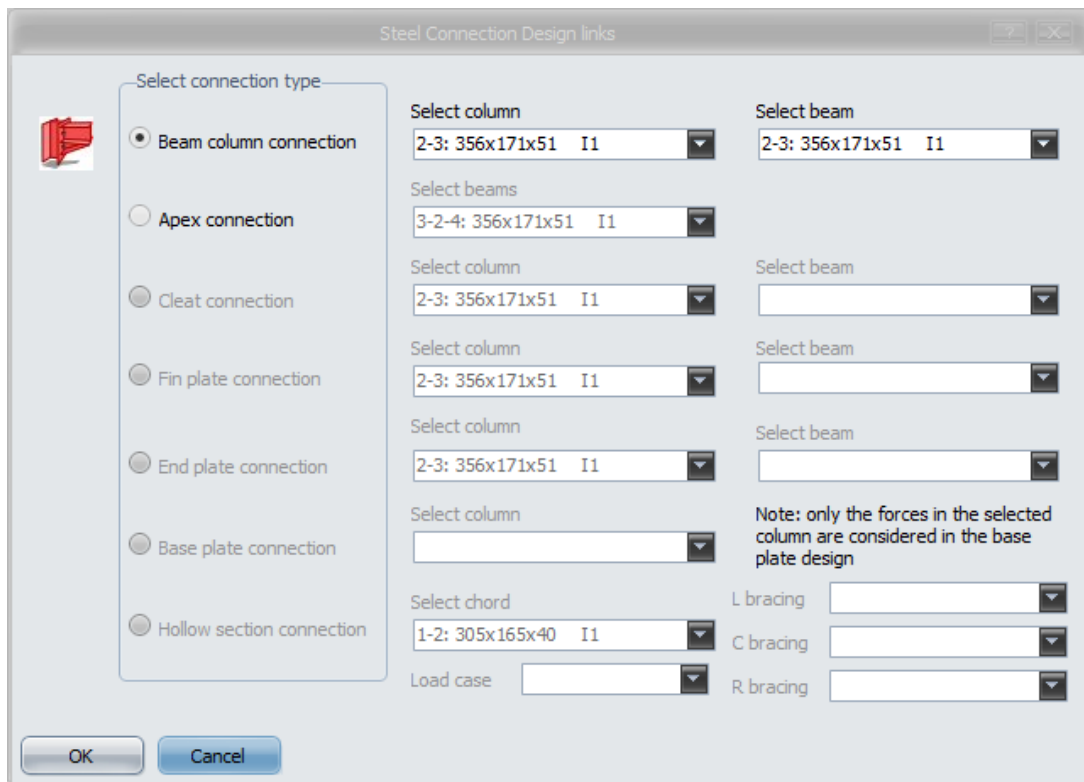 Steel Connection Design links
Select connection type
Beam column connection
Select column
2-3: 356x171x51 I1
Select beam
2-3: 356x171x51 I1
Apex connection
Select beams
3-2-4: 356x171x51 I1
Cleat connection
Select column
2-3: 356x171x51 I1
Select beam
Fin plate connection
Select column
2-3: 356x171x51 I1
Select beam
End plate connection
Select column
2-3: 356x171x51 I1
Select beam
Base plate connection
Select column
Note: only the forces in the selected
column are considered in the base
plate design
Hollow section connection
Select chord
1-2: 305x165x40 I1
Load case
L bracing
C bracing
R bracing
OK
Cancel